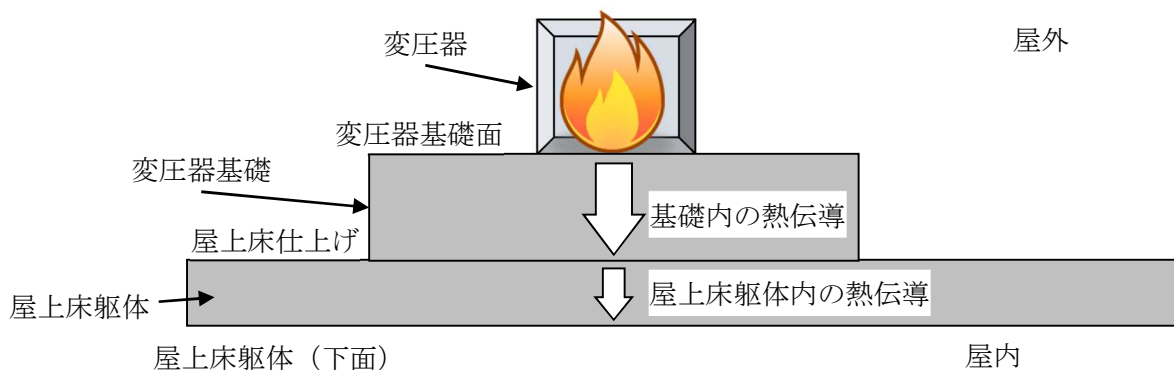 変圧器
屋外
変圧器基礎面
変圧器基礎
基礎内の熱伝導
屋上床仕上げ
屋上床躯体
屋上床躯体内の熱伝導
屋上床躯体（下面）
屋内